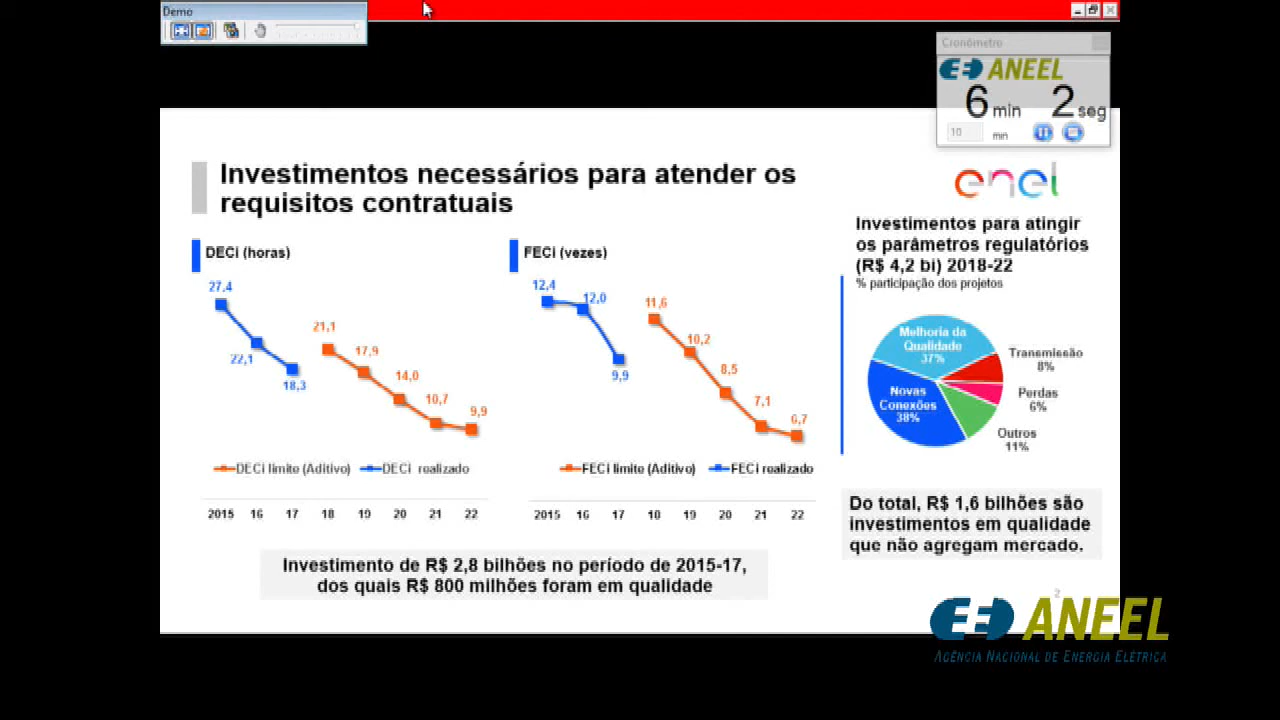 Demo
Cronômetro
ANEEL
6 min 2 seg
10 mn
Investimentos necessários para atender os
requisitos contratuais
enel
DECi (horas)
27,4
22,1
18,3
21,1
17,9
14,0
10,7
9,9
DECi limite (Aditivo) DECi realizado
2015 16 17 18 19 20 21 22
FECi (vezes)
12,4
12,0
9,9
11,6
10,2
8,5
7,1
6,7
FECi limite (Aditivo) FECi realizado
2015 16 17 18 19 20 21 22
Investimento de R$ 2,8 bilhões no período de 2015-17,
dos quais R$ 800 milhões foram em qualidade
Investimentos para atingir
os parâmetros regulatórios
(R$ 4,2 bi) 2018-22
% participação dos projetos
Melhoria da
Qualidade
37%
Transmissão
8%
Perdas
6%
Outros
11%
Novas
Conexões
38%
Do total, R$ 1,6 bilhões são
investimentos em qualidade
que não agregam mercado.
2
ANEEL
AGÊNCIA NACIONAL DE ENERGIA ELÉTRICA